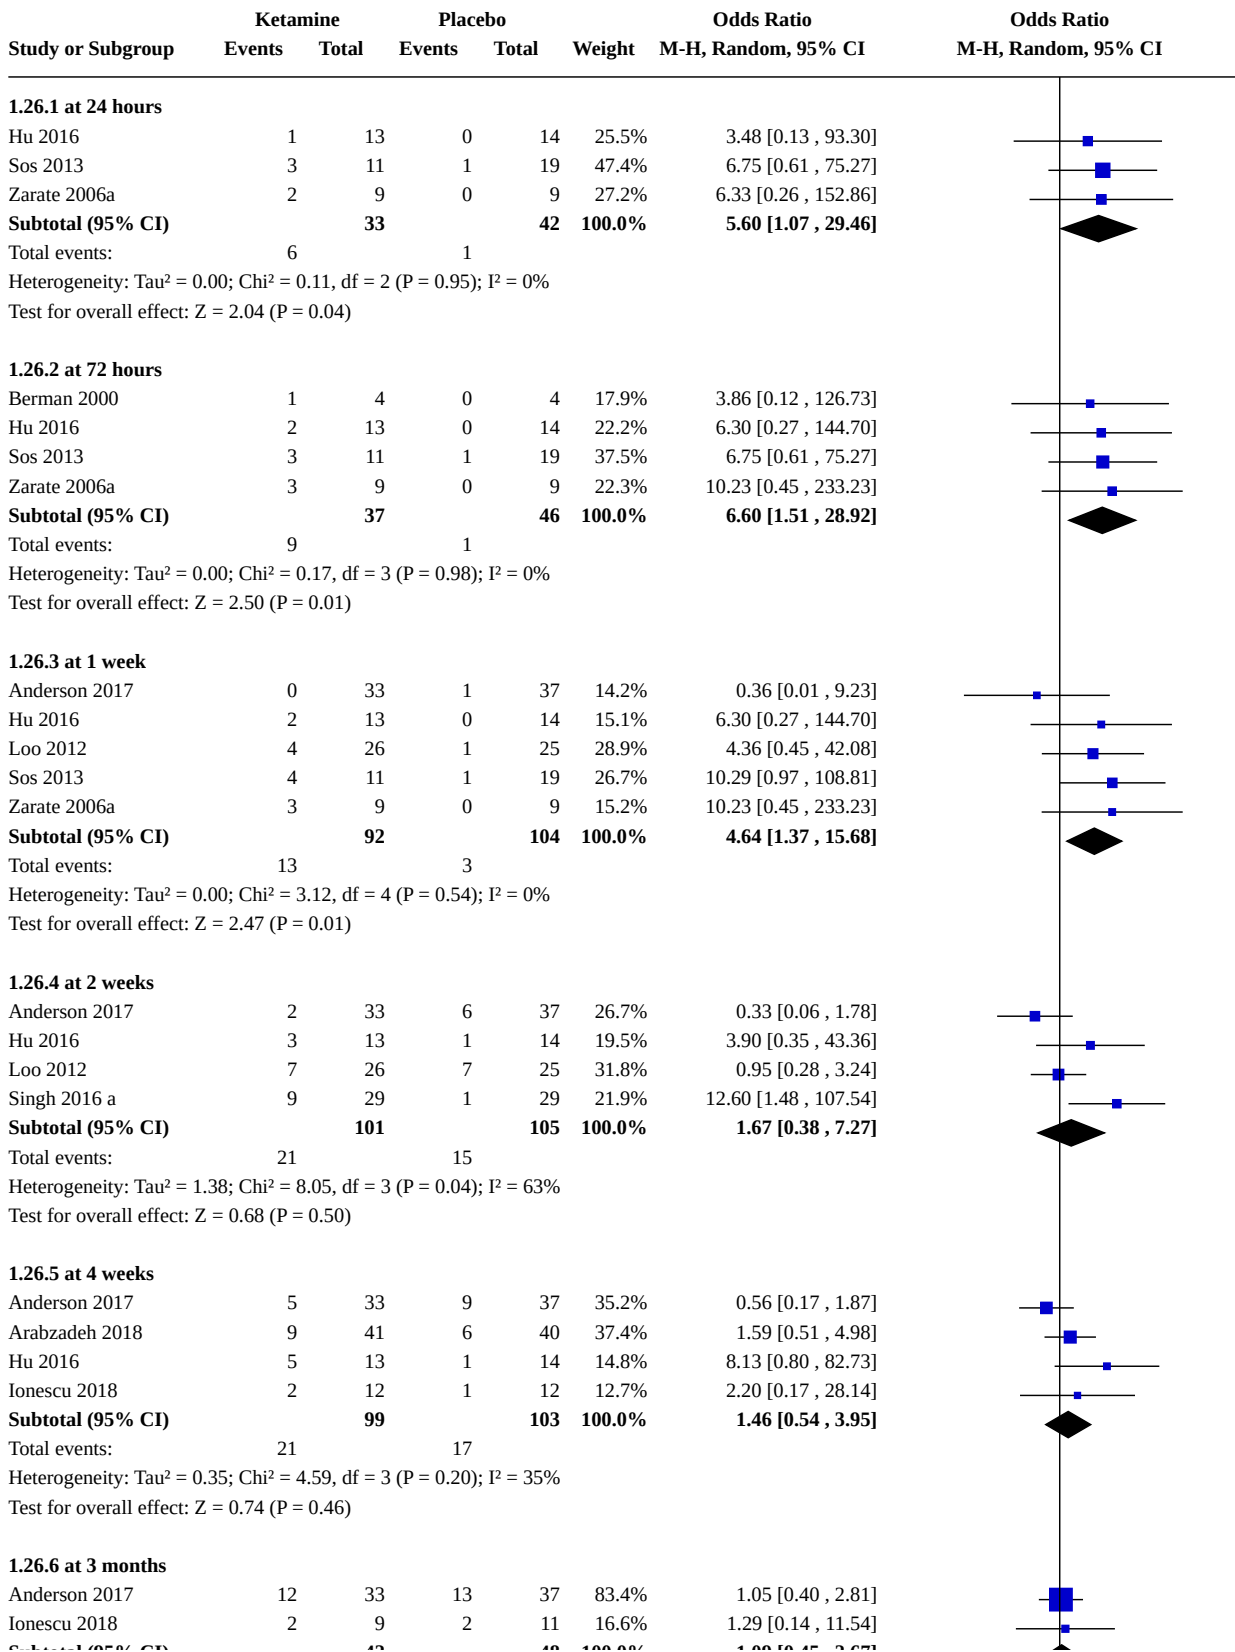 Ketamine Placebo Odds Ratio Odds Ratio
Study or Subgroup Events Total Events Total Weight M-H, Random, 95% CI M-H, Random, 95% CI
1.26.1 at 24 hours
Hu 2016 1 13 0 14 25.5% 3.48 [0.13 , 93.30]
Sos 2013 3 11 1 19 47.4% 6.75 [0.61 , 75.27]
Zarate 2006a 2 9 0 9 27.2% 6.33 [0.26 , 152.86]
Subtotal (95% CI) 33 42 100.0% 5.60 [1.07 , 29.46]
Total events: 6 1
Heterogeneity: Tau² = 0.00; Chi² = 0.11, df = 2 (P = 0.95); I² = 0%
Test for overall effect: Z = 2.04 (P = 0.04)
1.26.2 at 72 hours
Berman 2000 1 4 0 4 17.9% 3.86 [0.12 , 126.73]
Hu 2016 2 13 0 14 22.2% 6.30 [0.27 , 144.70]
Sos 2013 3 11 1 19 37.5% 6.75 [0.61 , 75.27]
Zarate 2006a 3 9 0 9 22.3% 10.23 [0.45 , 233.23]
Subtotal (95% CI) 37 46 100.0% 6.60 [1.51 , 28.92]
Total events: 9 1
Heterogeneity: Tau² = 0.00; Chi² = 0.17, df = 3 (P = 0.98); I² = 0%
Test for overall effect: Z = 2.50 (P = 0.01)
1.26.3 at 1 week
Anderson 2017 0 33 1 37 14.2% 0.36 [0.01 , 9.23]
Hu 2016 2 13 0 14 15.1% 6.30 [0.27 , 144.70]
Loo 2012 4 26 1 25 28.9% 4.36 [0.45 , 42.08]
Sos 2013 4 11 1 19 26.7% 10.29 [0.97 , 108.81]
Zarate 2006a 3 9 0 9 15.2% 10.23 [0.45 , 233.23]
Subtotal (95% CI) 92 104 100.0% 4.64 [1.37 , 15.68]
Total events: 13 3
Heterogeneity: Tau² = 0.00; Chi² = 3.12, df = 4 (P = 0.54); I² = 0%
Test for overall effect: Z = 2.47 (P = 0.01)
1.26.4 at 2 weeks
Anderson 2017 2 33 6 37 26.7% 0.33 [0.06 , 1.78]
Hu 2016 3 13 1 14 19.5% 3.90 [0.35 , 43.36]
Loo 2012 7 26 7 25 31.8% 0.95 [0.28 , 3.24]
Singh 2016 a 9 29 1 29 21.9% 12.60 [1.48 , 107.54]
Subtotal (95% CI) 101 105 100.0% 1.67 [0.38 , 7.27]
Total events: 21 15
Heterogeneity: Tau² = 1.38; Chi² = 8.05, df = 3 (P = 0.04); I² = 63%
Test for overall effect: Z = 0.68 (P = 0.50)
1.26.5 at 4 weeks
Anderson 2017 5 33 9 37 35.2% 0.56 [0.17 , 1.87]
Arabzadeh 2018 9 41 6 40 37.4% 1.59 [0.51 , 4.98]
Hu 2016 5 13 1 14 14.8% 8.13 [0.80 , 82.73]
Ionescu 2018 2 12 1 12 12.7% 2.20 [0.17 , 28.14]
Subtotal (95% CI) 99 103 100.0% 1.46 [0.54 , 3.95]
Total events: 21 17
Heterogeneity: Tau² = 0.35; Chi² = 4.59, df = 3 (P = 0.20); I² = 35%
Test for overall effect: Z = 0.74 (P = 0.46)
1.26.6 at 3 months
Anderson 2017 12 33 13 37 83.4% 1.05 [0.40 , 2.81]
Ionescu 2018 2 9 2 11 16.6% 1.29 [0.14 , 11.54]